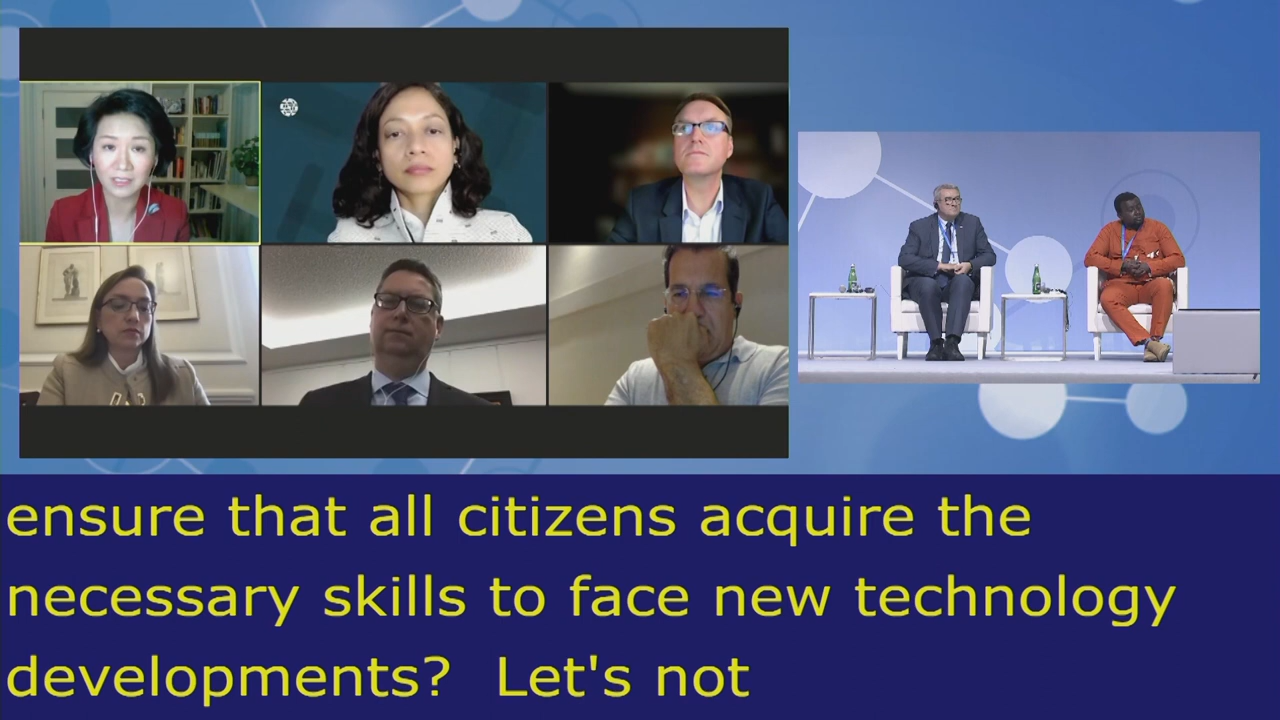 ensure that all citizens acquire the
necessary skills to face new technology
developments?  Let's not